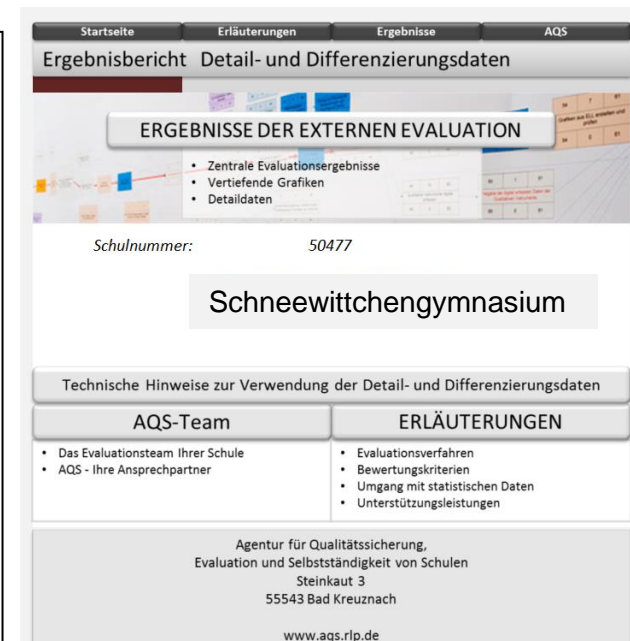 Startseite Erläuterungen Ergebnisse AQS
Ergebnisbericht Detail- und Differenzierungsdaten
ERGEBNISSE DER EXTERNEN EVALUATION
• Zentrale Evaluationsergebnisse
• Vertiefende Grafiken
• Detaildaten
Schulnummer: 50477
Schneewittchengymnasium
Technische Hinweise zur Verwendung der Detail- und Differenzierungsdaten
AQS-Team
• Das Evaluationsteam Ihrer Schule
• AQS - Ihre Ansprechpartner
ERLÄUTERUNGEN
• Evaluationsverfahren
• Bewertungskriterien
• Umgang mit statistischen Daten
• Unterstützungsleistungen
Agentur für Qualitätssicherung,
Evaluation und Selbstständigkeit von Schulen
Steinkaut 3
55543 Bad Kreuznach
www.aqs.rlp.de